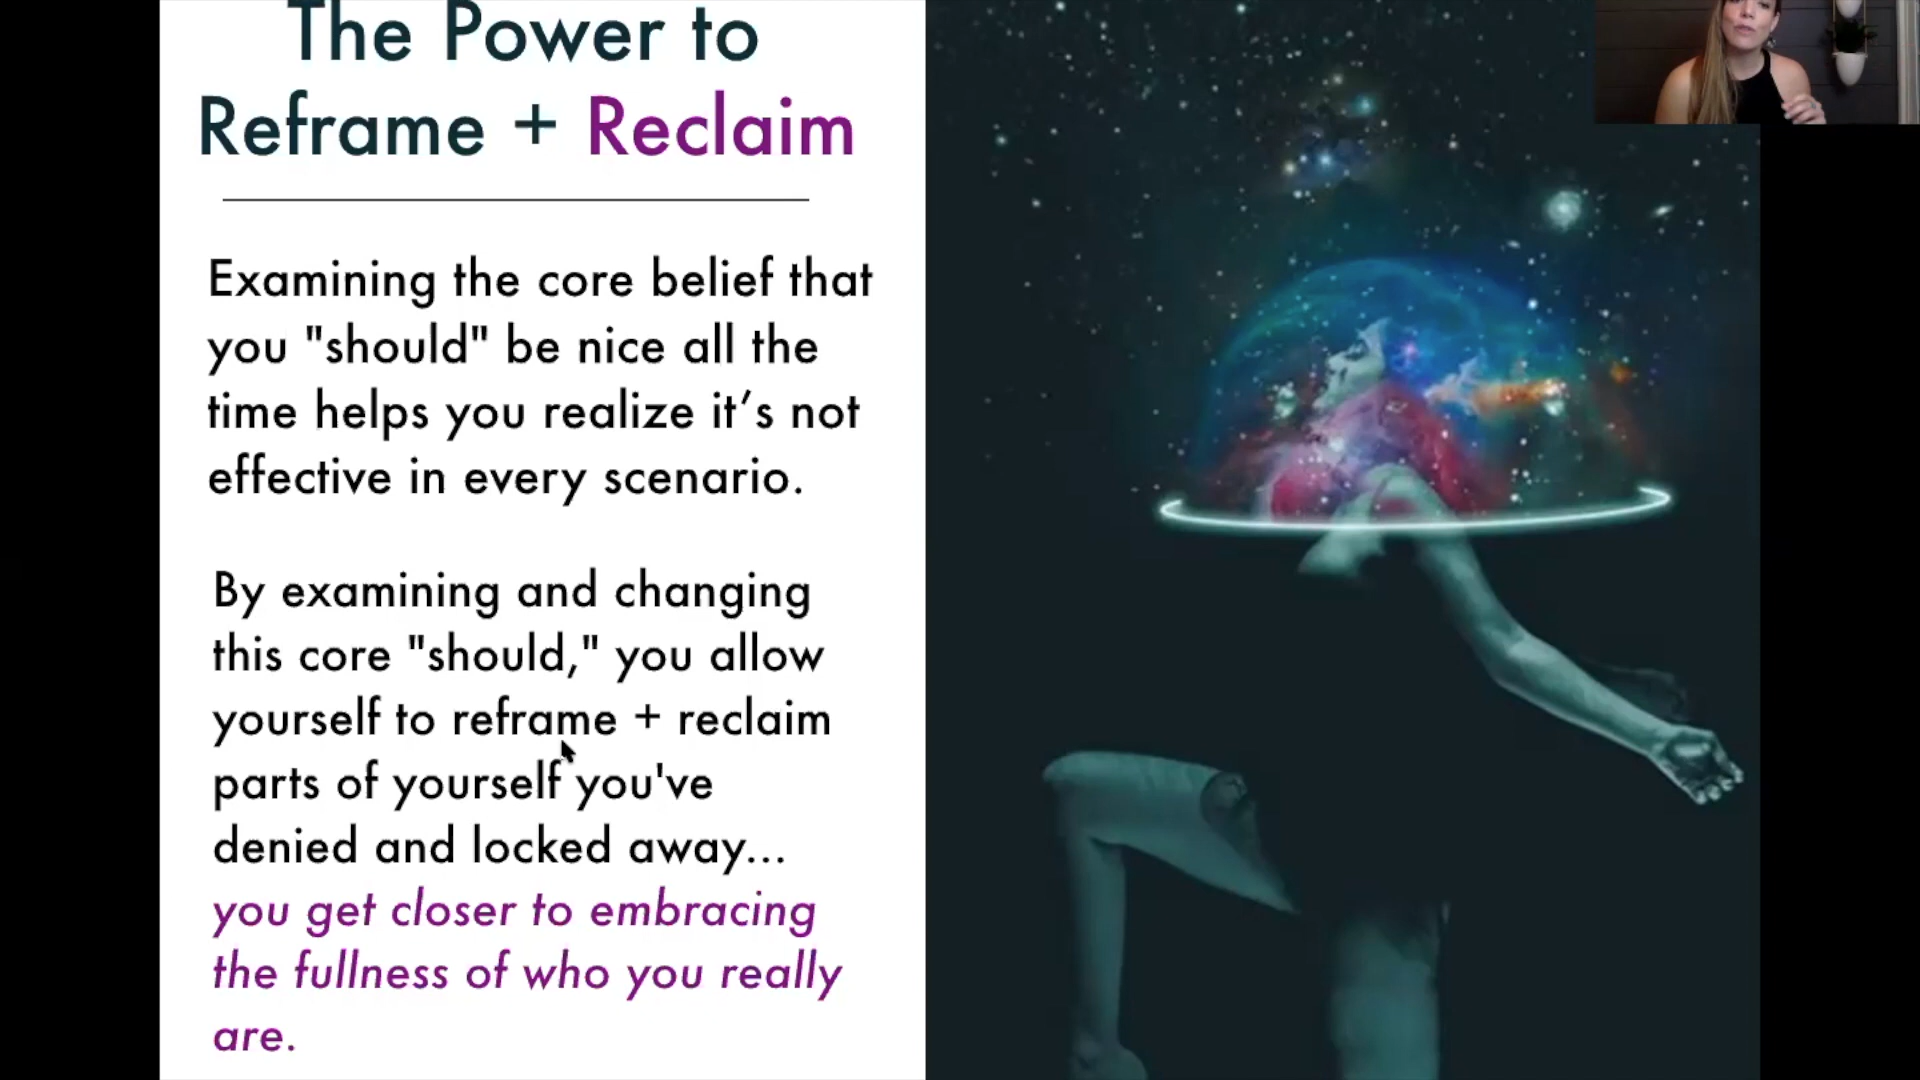 The Power to
Reframe + Reclaim
Examining the core belief that
you "should" be nice all the
time helps you realize it’s not
effective in every scenario.
By examining and changing
this core "should," you allow
yourself to reframe + reclaim
parts of yourself you've
denied and locked away...
you get closer to embracing
the fullness of who you really
are.